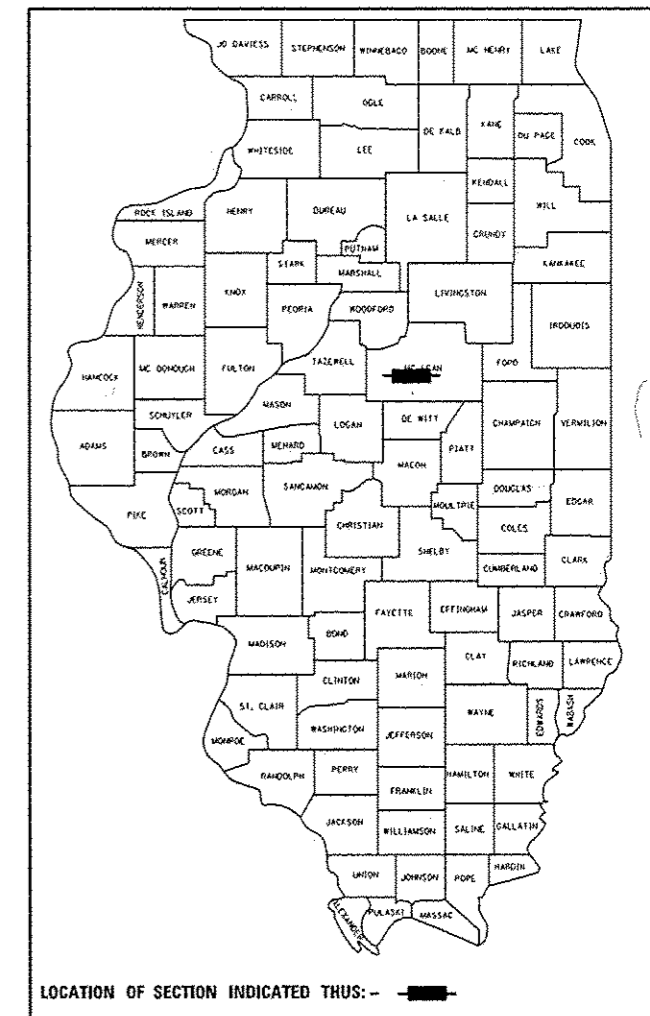 JO DAVIESS STEPHENSON WINNEBAGO BOONE MC HENRY LAKE
CARROLL OGLE DE KALB KANE DU PAGE COOK
WHITESIDE LEE KENDALL WILL
ROCK ISLAND HENRY BUREAU LA SALLE GRUNDY
MERCER PUTNAM KANKAKEE
STARK MARSHALL
HENDERSON WARREN KNOX PEORIA WOODFORD LIVINGSTON IROQUOIS
HANCOCK MC DONOUGH FULTON TAZEWELL MC LEAN FORD
SCHUYLER MASON LOGAN DE WITT CHAMPAIGN VERMILION
ADAMS BROWN CASS MENARD MACON PIATT
PIKE SCOTT MORGAN SANGAMON CHRISTIAN MOULTRIE DOUGLAS EDGAR
COLES
CALHOUN GREENE MACOUPIN MONTGOMERY SHELBY CUMBERLAND CLARK
JERSEY FAYETTE EFFINGHAM JASPER CRAWFORD
MADISON BOND CLAY RICHLAND LAWRENCE
CLINTON MARION
ST. CLAIR WASHINGTON WAYNE EDWARDS WABASH
MONROE JEFFERSON
RANDOLPH PERRY FRANKLIN HAMILTON WHITE
JACKSON WILLIAMSON SALINE GALLATIN
UNION JOHNSON POPE HARDIN
ALEXANDER PULASKI MASSAC
LOCATION OF SECTION INDICATED THUS: -